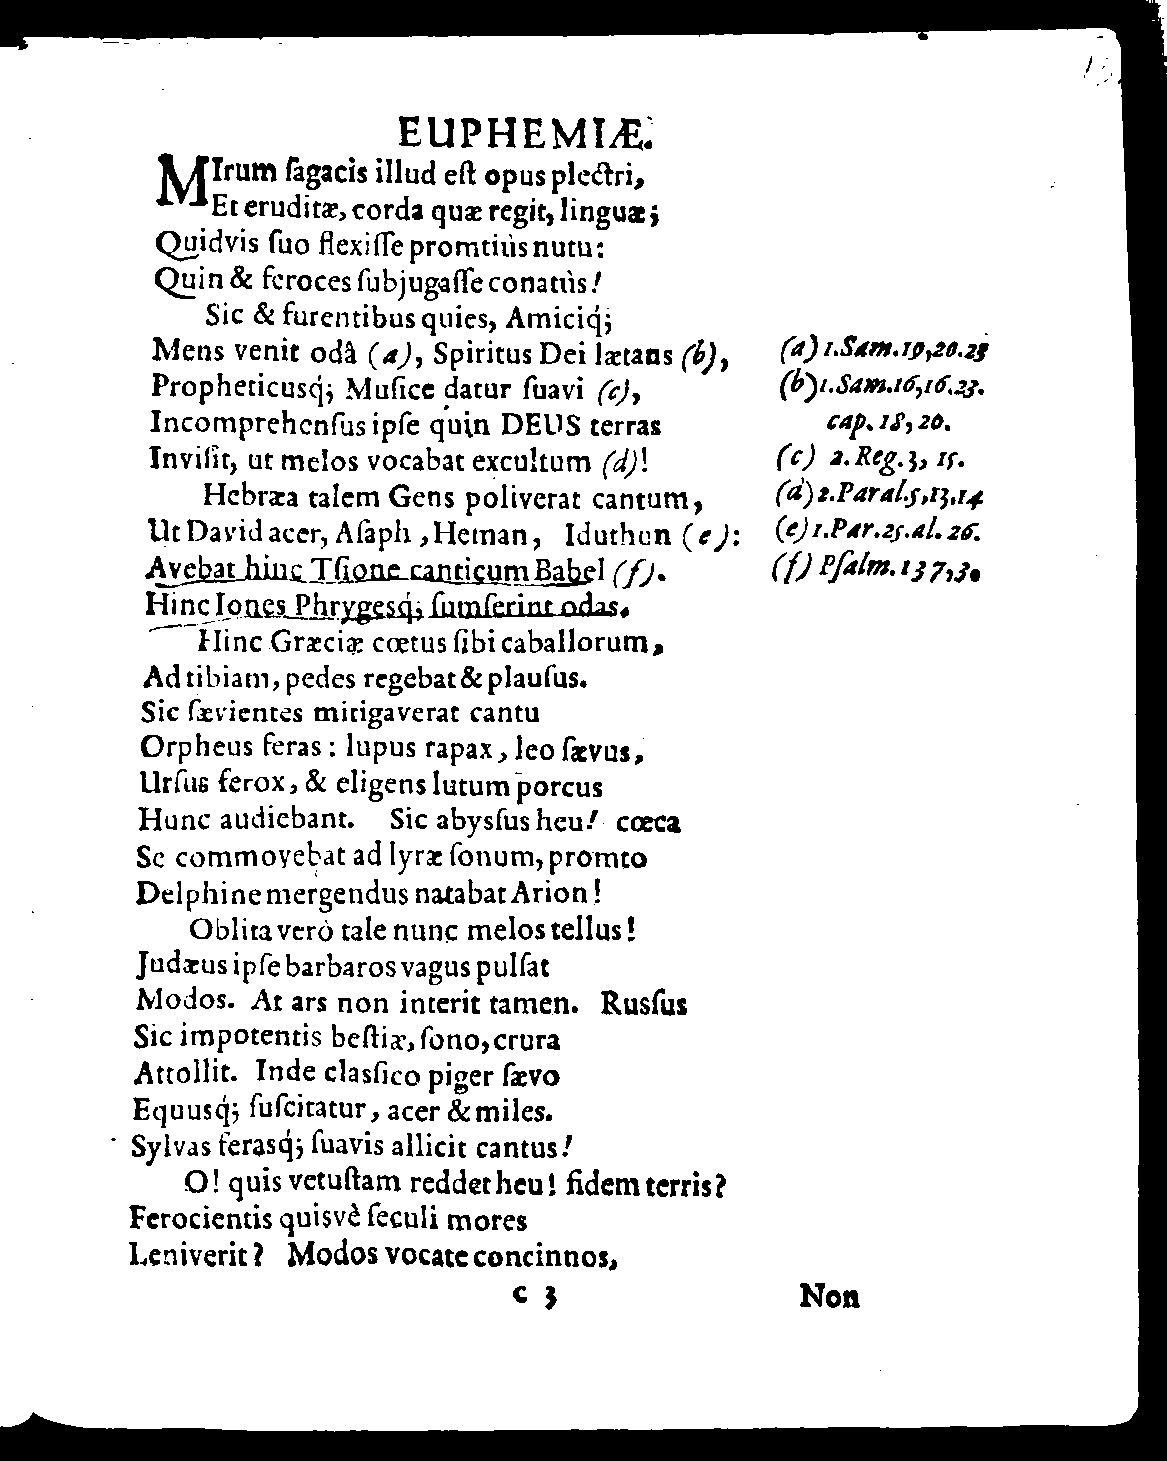 EUPHEMIÆ.
MIrum ſagacis illud eſt opus plectri,
Et eruditæ, corda quæ regit, linguæ;
Quidvis ſuo flexiſſe promtiùs nutu:
Quin & feroces ſubjugaſſe conatùs!
Sic & furentibus quies, Amiciq́;
Mens venit odâ (a), Spiritus Dei lætans (b),
Propheticusq́; Muſice datur ſuavi (c),
Incomprehenſus ipſe quin DEUS terras
Inviſit, ut melos vocabat excultum (d)!
Hebræa talem Gens poliverat cantum,
Ut David acer, Aſaph, Heman, Iduthun (e):
Avebat hinc Tſione canticum Babel (f).
Hinc Iones Phrygesq́; ſumſerint odas.
Hinc Græciæ cœtus ſibi caballorum,
Ad tibiam, pedes regebat & plauſus.
Sic ſævientes mitigaverat cantu
Orpheus feras: lupus rapax, leo ſævus,
Urſus ferox, & eligens lutum porcus
Hunc audiebant. Sic abysſus heu! cœca
Se commovebat ad lyræ ſonum, promto
Delphine mergendus natabat Arion!
Oblita verò tale nunc melos tellus!
Judæus ipſe barbaros vagus pulſat
Modos. At ars non interit tamen. Rusſus
Sic impotentis beſtiæ, ſono, crura
Attollit. Inde clasſico piger ſævo
Equusq́; ſuſcitatur, acer & miles.
Sylvas ferasq́; ſuavis allicit cantus!
O! quis vetuſtam reddet heu! fidem terris?
Ferocientis quisvè ſeculi mores
Leniverit? Modos vocate concinnos,
(a) 1.Sam.19,20.23
(b) 1.Sam.16,16.23.
cap. 18, 20.
(c) 2.Reg.3, 15.
(d) 2.Paral.5,13,14
(e) 1.Par.25.al.26.
(f) Pſalm.137,3.
c 3
Non